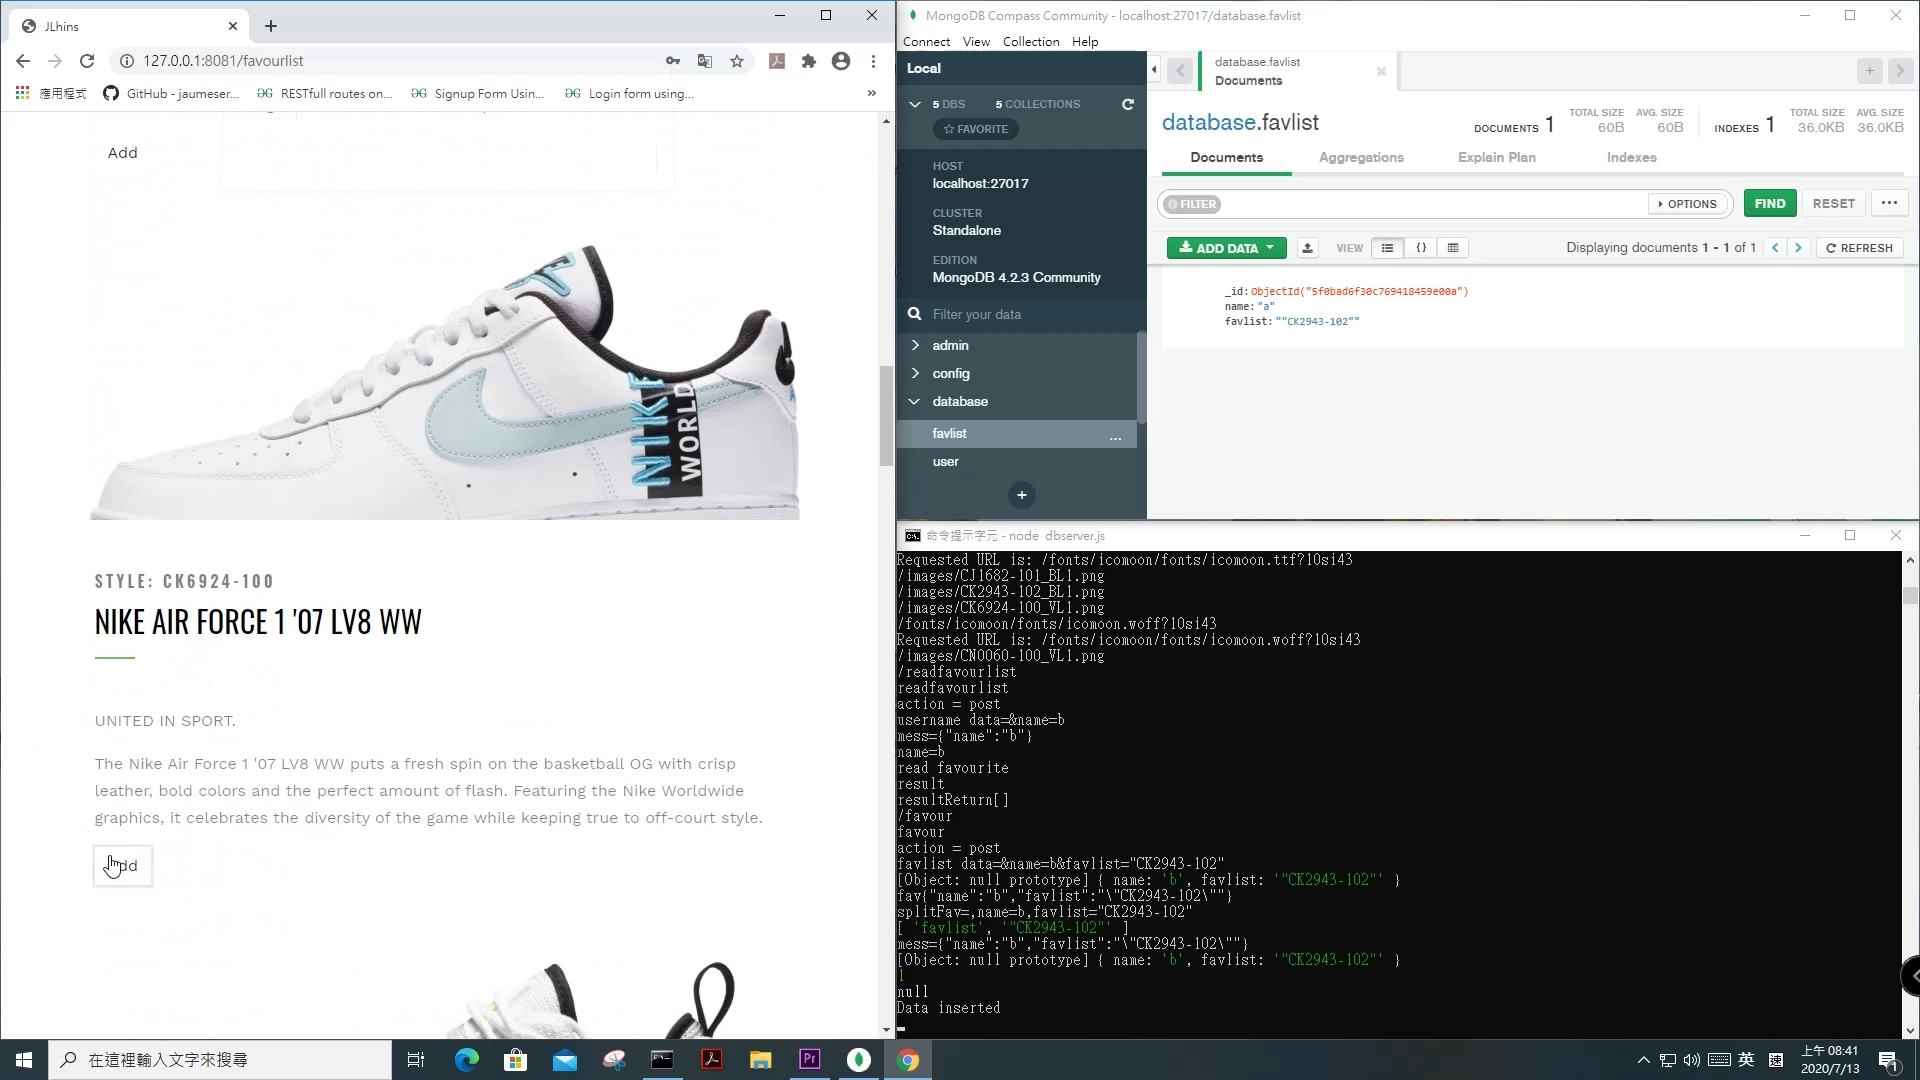 JLhins
127.0.0.1:8081/favourlist
應用程式
GitHub - jaumeser...
RESTfull routes on...
Signup Form Usin...
Login form using...
»
Add
NIKE
WORLD
STYLE: CK6924-100
NIKE AIR FORCE 1 '07 LV8 WW
UNITED IN SPORT.
The Nike Air Force 1 '07 LV8 WW puts a fresh spin on the basketball OG with crisp
leather, bold colors and the perfect amount of flash. Featuring the Nike Worldwide
graphics, it celebrates the diversity of the game while keeping true to off-court style.
Add
MongoDB Compass Community - localhost:27017/database.favlist
Connect View Collection Help
Local
5 DBS 5 COLLECTIONS
FAVORITE
HOST
localhost:27017
CLUSTER
Standalone
EDITION
MongoDB 4.2.3 Community
Filter your data
admin
config
database
favlist ...
user
database.favlist
Documents
database.favlist
DOCUMENTS 1
TOTAL SIZE
60B
AVG. SIZE
60B
INDEXES 1
TOTAL SIZE
36.0KB
AVG. SIZE
36.0KB
Documents Aggregations Explain Plan Indexes
FILTER
OPTIONS FIND RESET ...
ADD DATA VIEW {} Displaying documents 1 - 1 of 1 REFRESH
_id:ObjectId("5f0bad6f30c769418459e00a")
name:"a"
favlist:""CK2943-102""
命令提示字元 - node dbserver.js
Requested URL is: /fonts/icomoon/fonts/icomoon.ttf?10si43
/images/CJ1682-101_BL1.png
/images/CK2943-102_BL1.png
/images/CK6924-100_VL1.png
/fonts/icomoon/fonts/icomoon.woff?10si43
Requested URL is: /fonts/icomoon/fonts/icomoon.woff?10si43
/images/CN0060-100_VL1.png
/readfavourlist
readfavourlist
action = post
username data=&name=b
mess={"name":"b"}
name=b
read favourite
result
resultReturn[]
/favour
favour
action = post
favlist data=&name=b&favlist="CK2943-102"
[Object: null prototype] { name: 'b', favlist: '"CK2943-102"' }
fav{"name":"b","favlist":"\"CK2943-102\""}
splitFav=,name=b,favlist="CK2943-102"
[ 'favlist', '"CK2943-102"' ]
mess={"name":"b","favlist":"\"CK2943-102\""}
[Object: null prototype] { name: 'b', favlist: '"CK2943-102"' }
1
null
Data inserted
在這裡輸入文字來搜尋
Pr
英
上午 08:41
2020/7/13
1